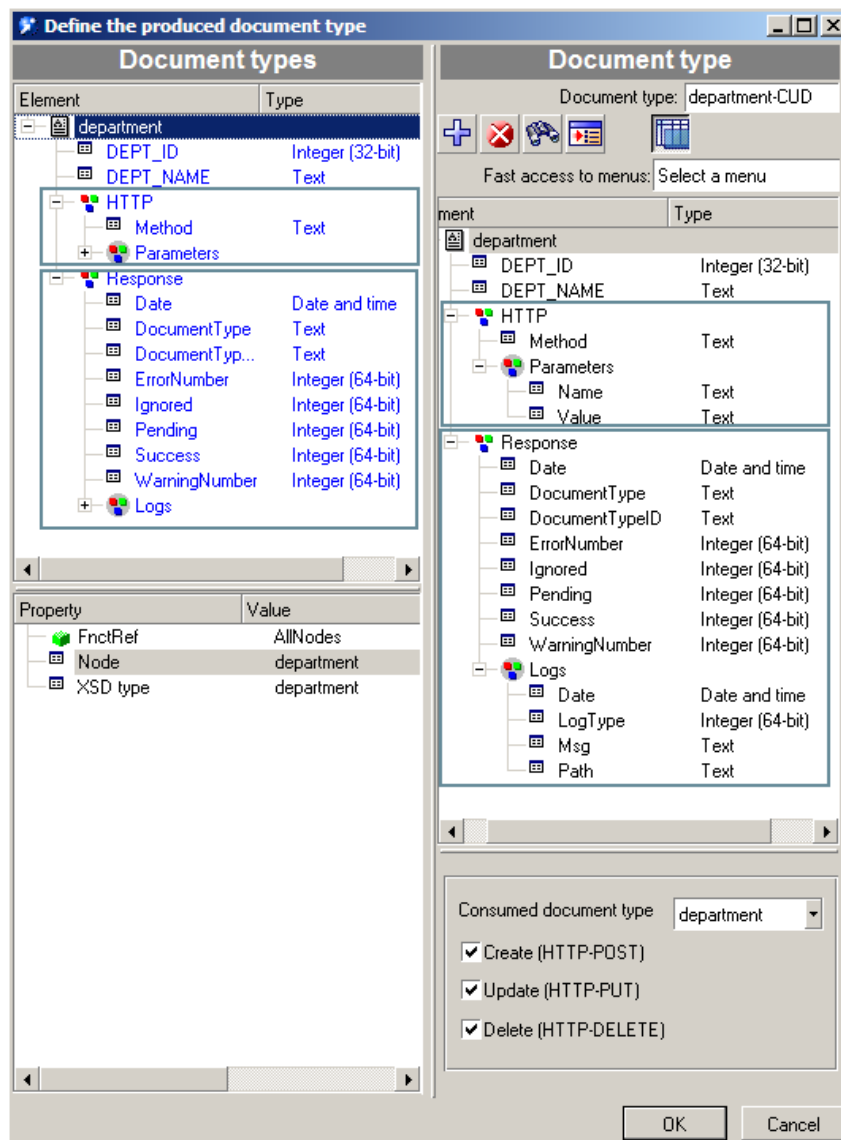 Define the produced document type
Document types
Element Type
department
DEPT_ID Integer (32-bit)
DEPT_NAME Text
HTTP
Method Text
Parameters
Response
Date Date and time
DocumentType Text
DocumentTyp... Text
ErrorNumber Integer (64-bit)
Ignored Integer (64-bit)
Pending Integer (64-bit)
Success Integer (64-bit)
WarningNumber Integer (64-bit)
Logs
Property Value
FnctRef AllNodes
Node department
XSD type department
Document type
Document type: department-CUD
Fast access to menus: Select a menu
ment Type
department
DEPT_ID Integer (32-bit)
DEPT_NAME Text
HTTP
Method Text
Parameters
Name Text
Value Text
Response
Date Date and time
DocumentType Text
DocumentTypeID Text
ErrorNumber Integer (64-bit)
Ignored Integer (64-bit)
Pending Integer (64-bit)
Success Integer (64-bit)
WarningNumber Integer (64-bit)
Logs
Date Date and time
LogType Integer (64-bit)
Msg Text
Path Text
Consumed document type department
Create (HTTP-POST)
Update (HTTP-PUT)
Delete (HTTP-DELETE)
OK Cancel